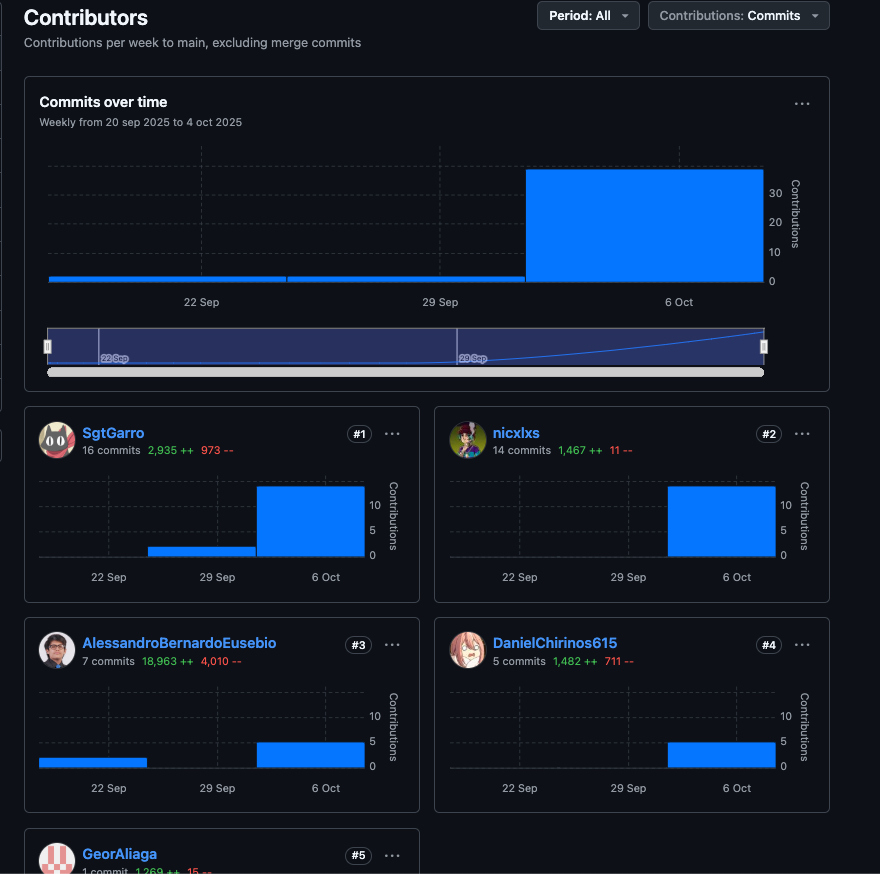 Contributors
Period: All
Contributions: Commits
Contributions per week to main, excluding merge commits
Commits over time
Weekly from 20 sep 2025 to 4 oct 2025
30
20
10
0
Contributions
22 Sep 29 Sep 6 Oct
22 Sep 29 Sep
SgtGarro #1
16 commits 2,935 ++ 973 --
10
5
0
Contributions
22 Sep 29 Sep 6 Oct
nicxlxs #2
14 commits 1,467 ++ 11 --
10
5
0
Contributions
22 Sep 29 Sep 6 Oct
AlessandroBernardoEusebio #3
7 commits 18,963 ++ 4,010 --
10
5
0
Contributions
22 Sep 29 Sep 6 Oct
DanielChirinos615 #4
5 commits 1,482 ++ 711 --
10
5
0
Contributions
22 Sep 29 Sep 6 Oct
GeorAliaga #5
1 commit 1,269 ++ 15 --